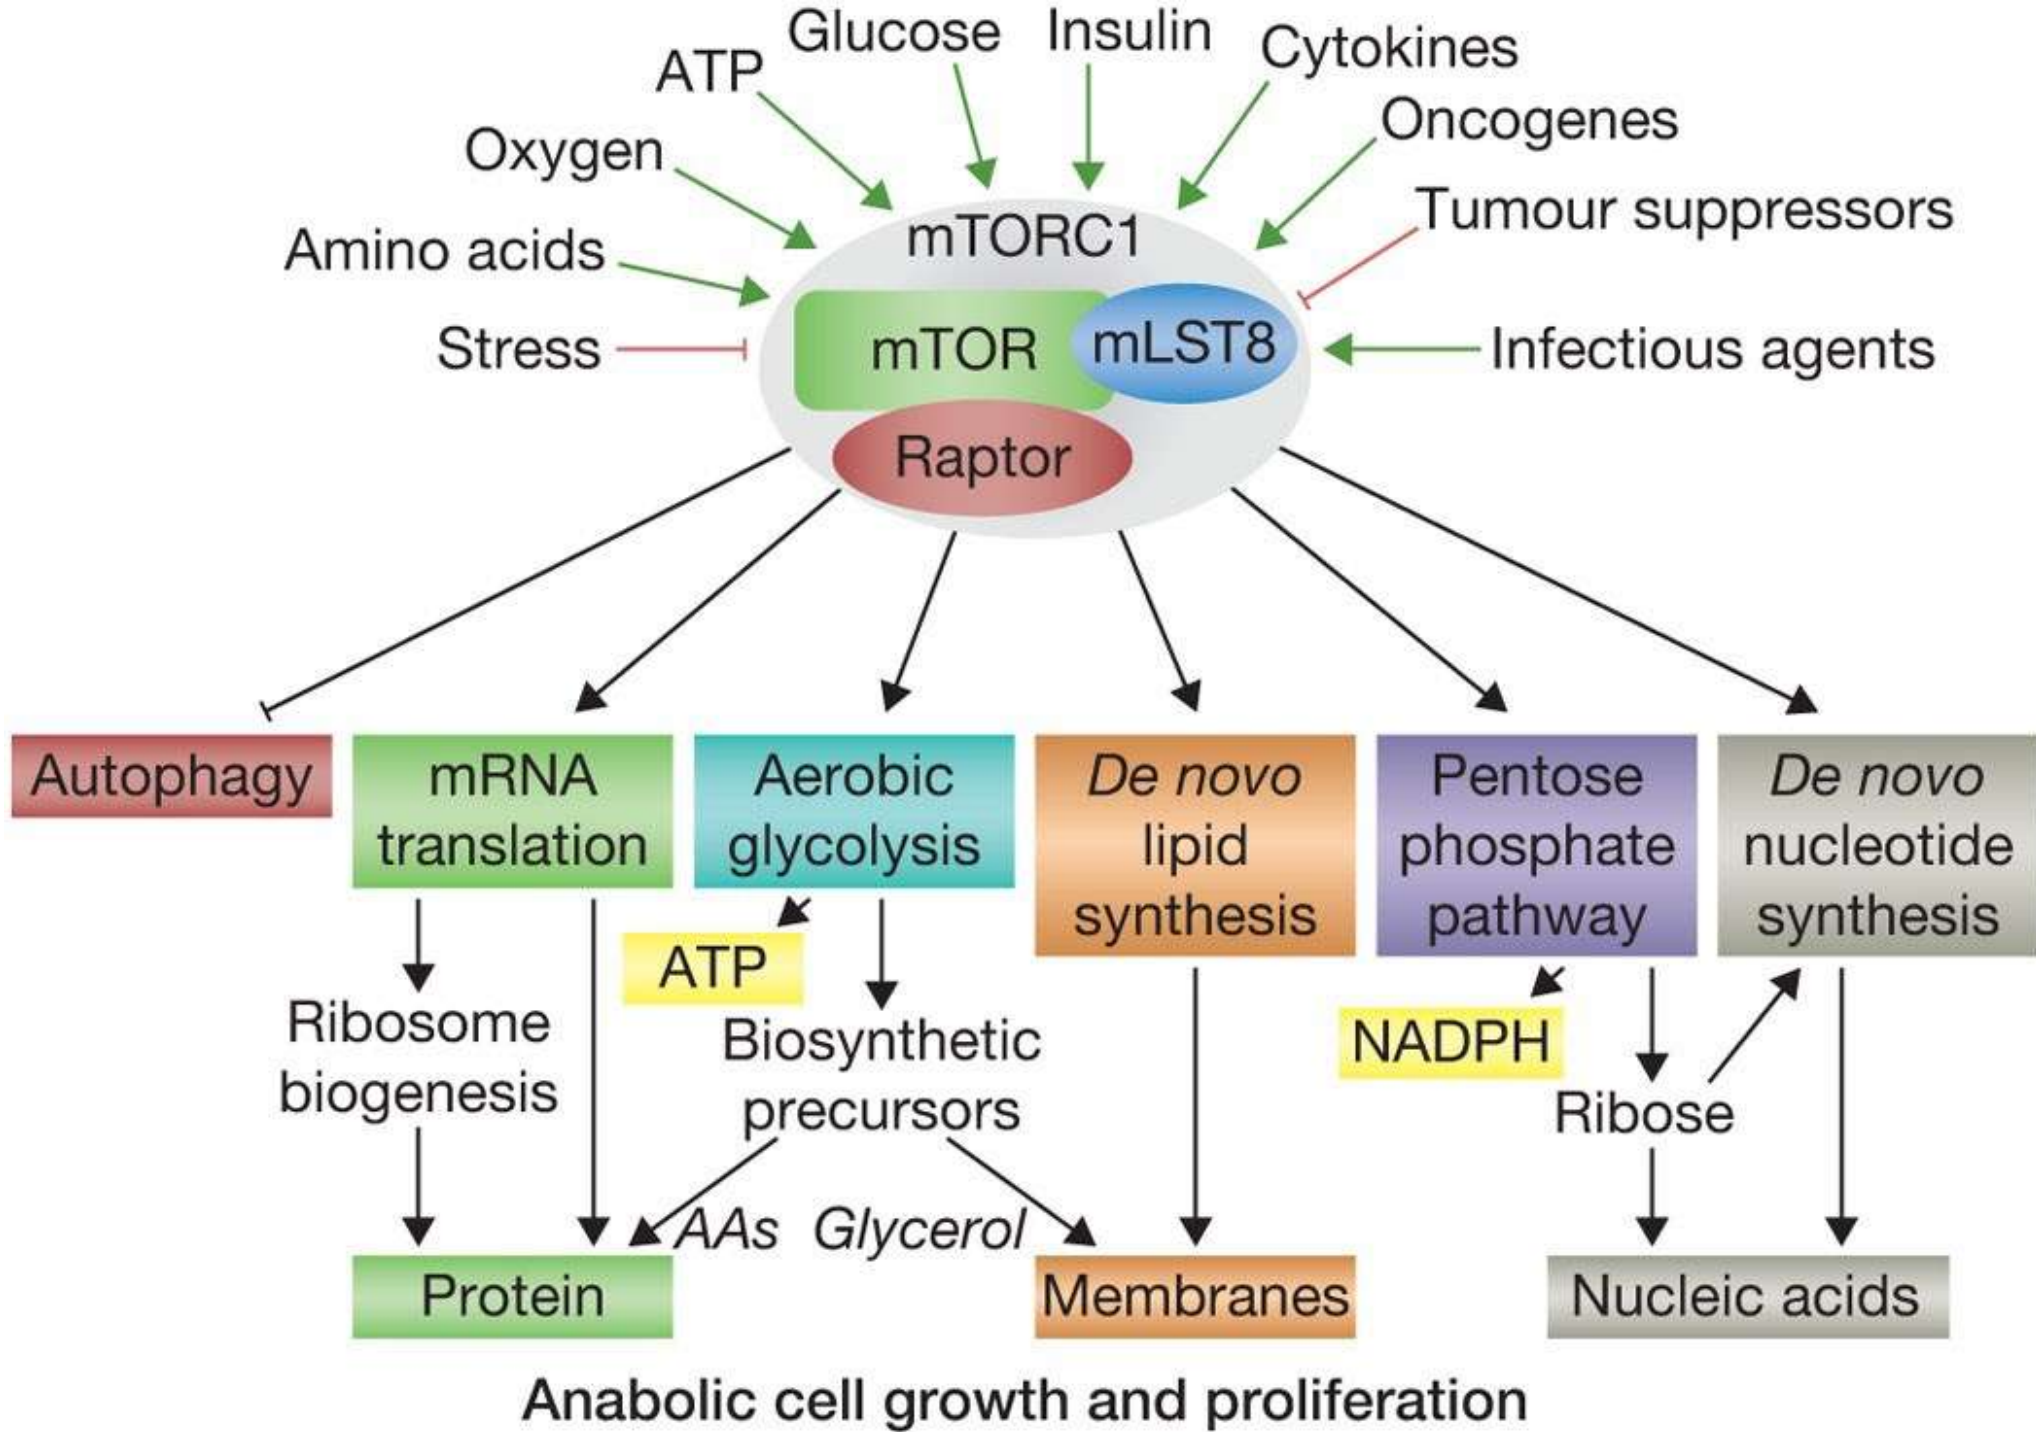 Glucose
Insulin
Cytokines
ATP
Oncogenes
Oxygen
Tumour suppressors
Amino acids
mTORC1
Stress
mTOR
mLST8
Infectious agents
Raptor
Autophagy
mRNA
translation
Aerobic
glycolysis
De novo
lipid
synthesis
Pentose
phosphate
pathway
De novo
nucleotide
synthesis
ATP
Ribosome
biogenesis
Biosynthetic
precursors
NADPH
Ribose
AAs
Glycerol
Protein
Membranes
Nucleic acids
Anabolic cell growth and proliferation